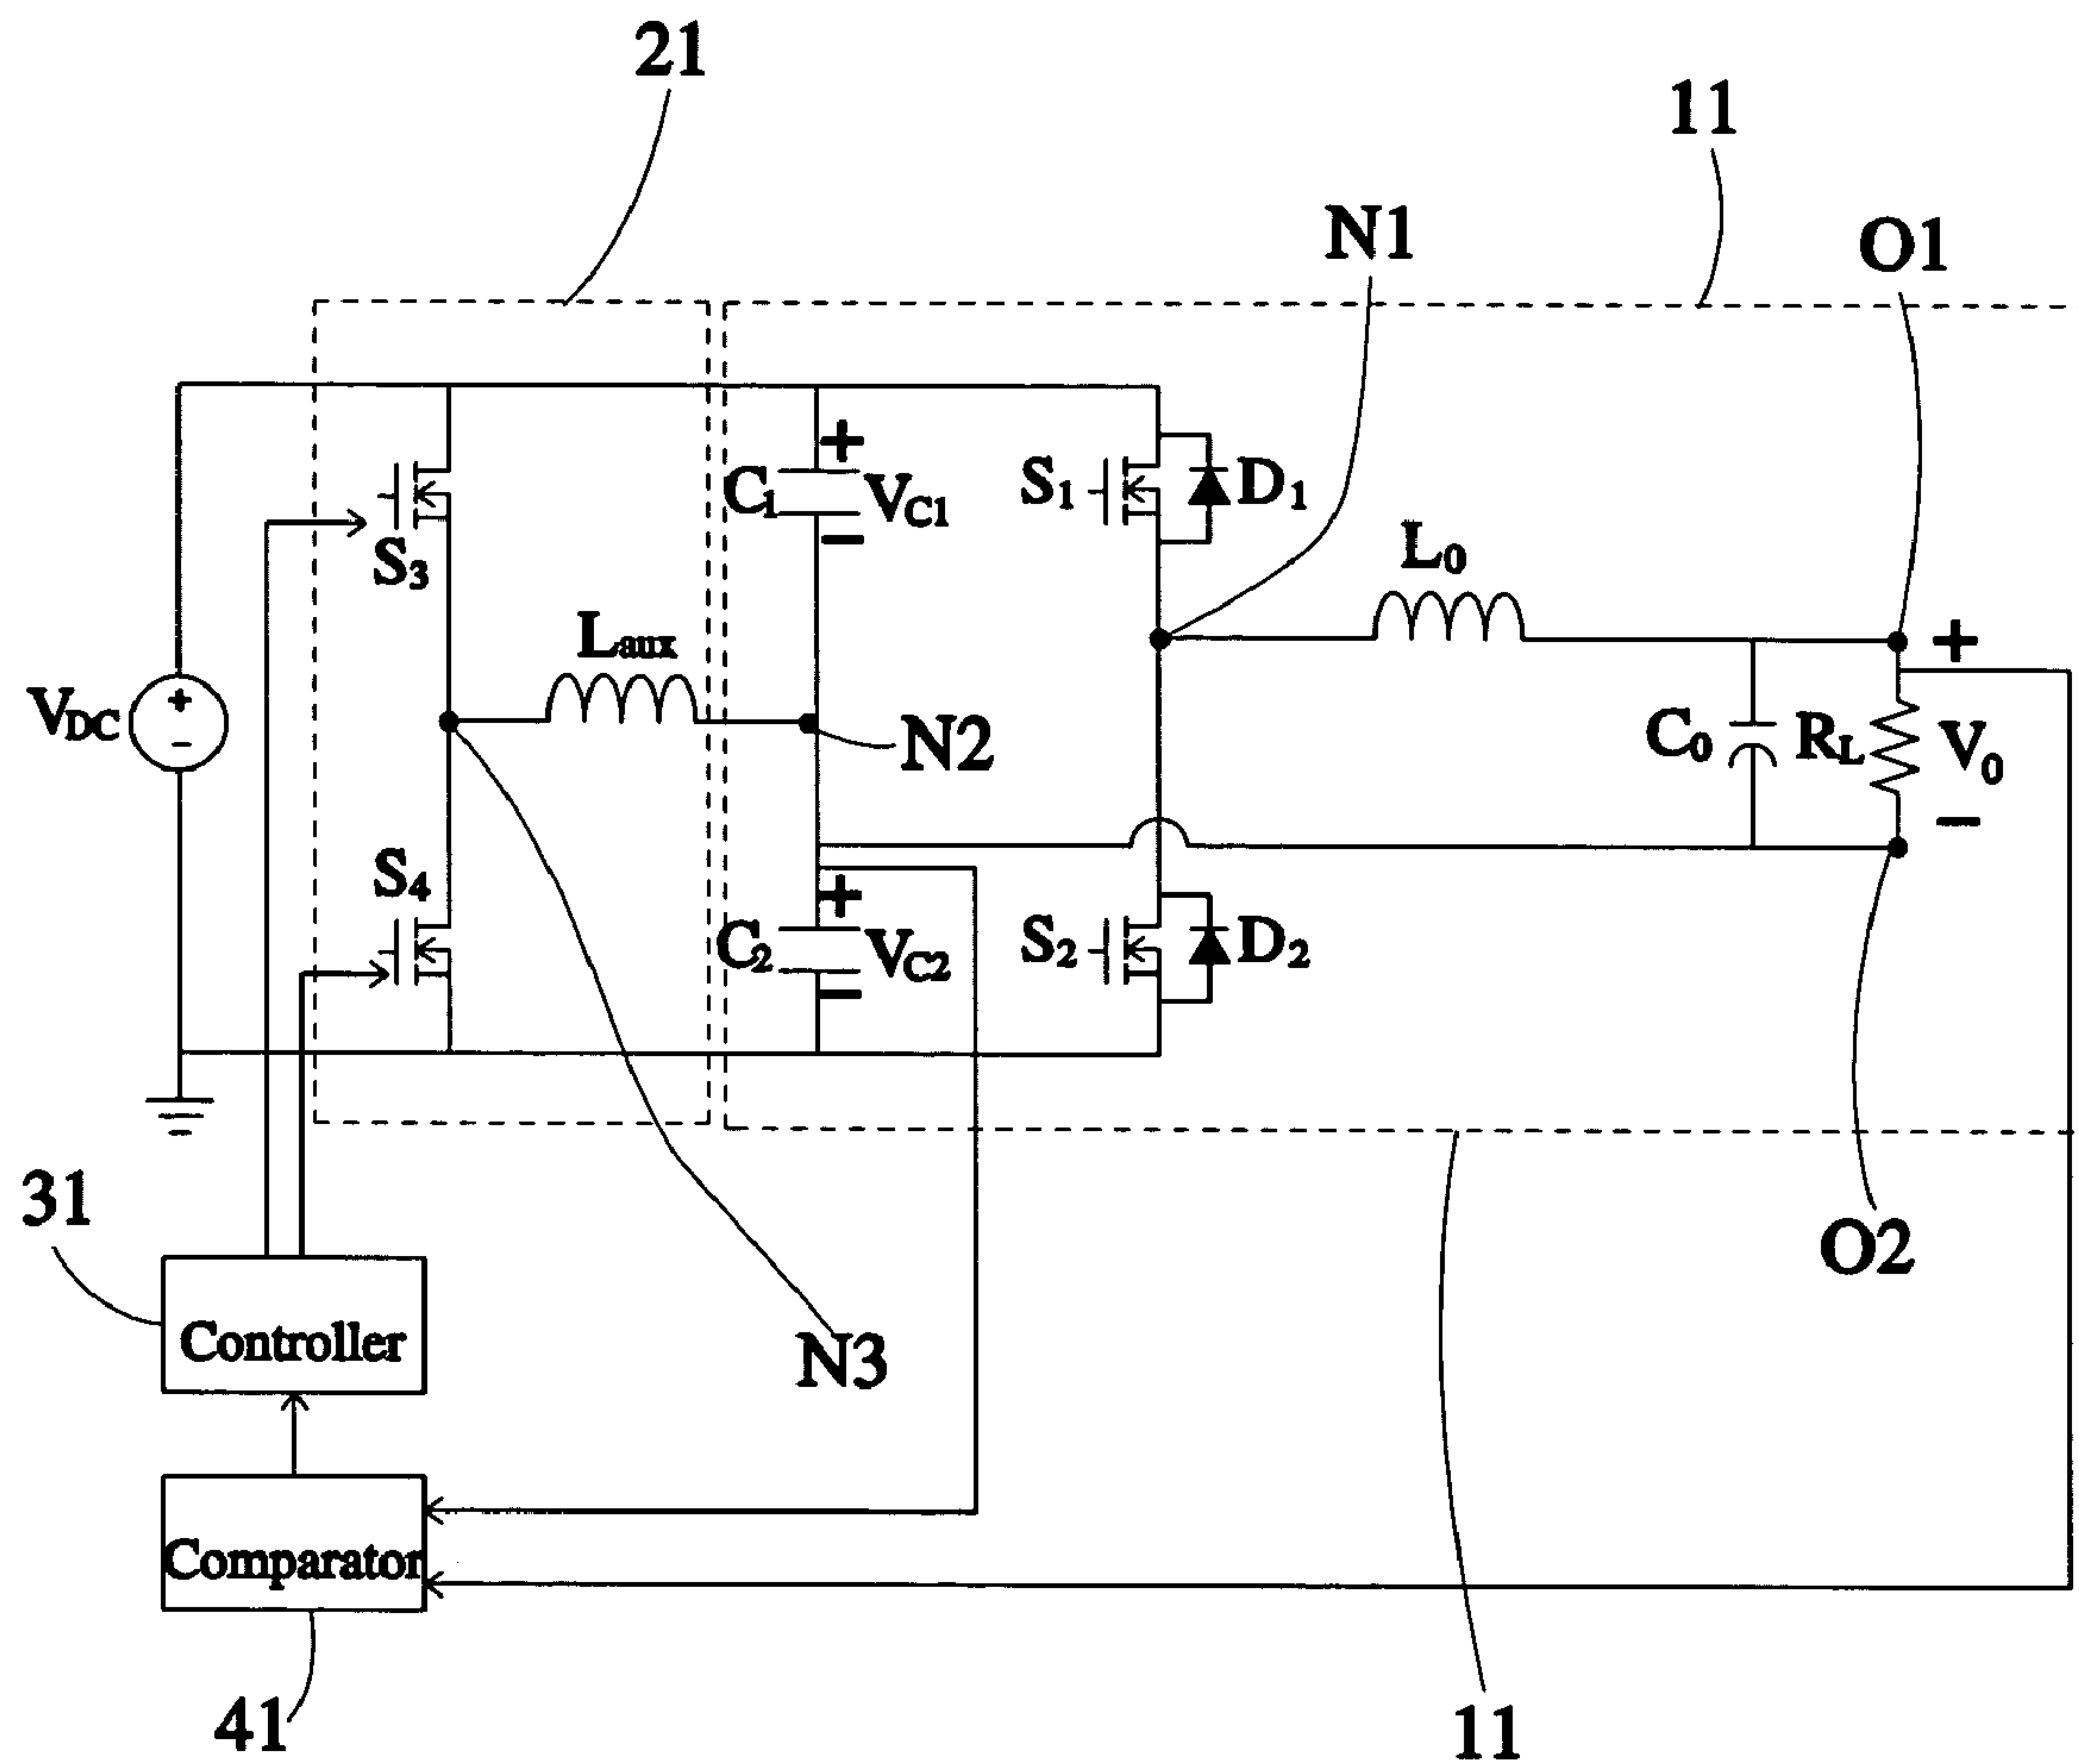 21
11
N1
O1
+
C1
VC1
−
S1
D1
S3
L0
Laux
+
VDC
+
−
N2
C0
RL
V0
−
S4
+
C2
VC2
−
S2
D2
31
O2
Controller
N3
Comparator
41
11